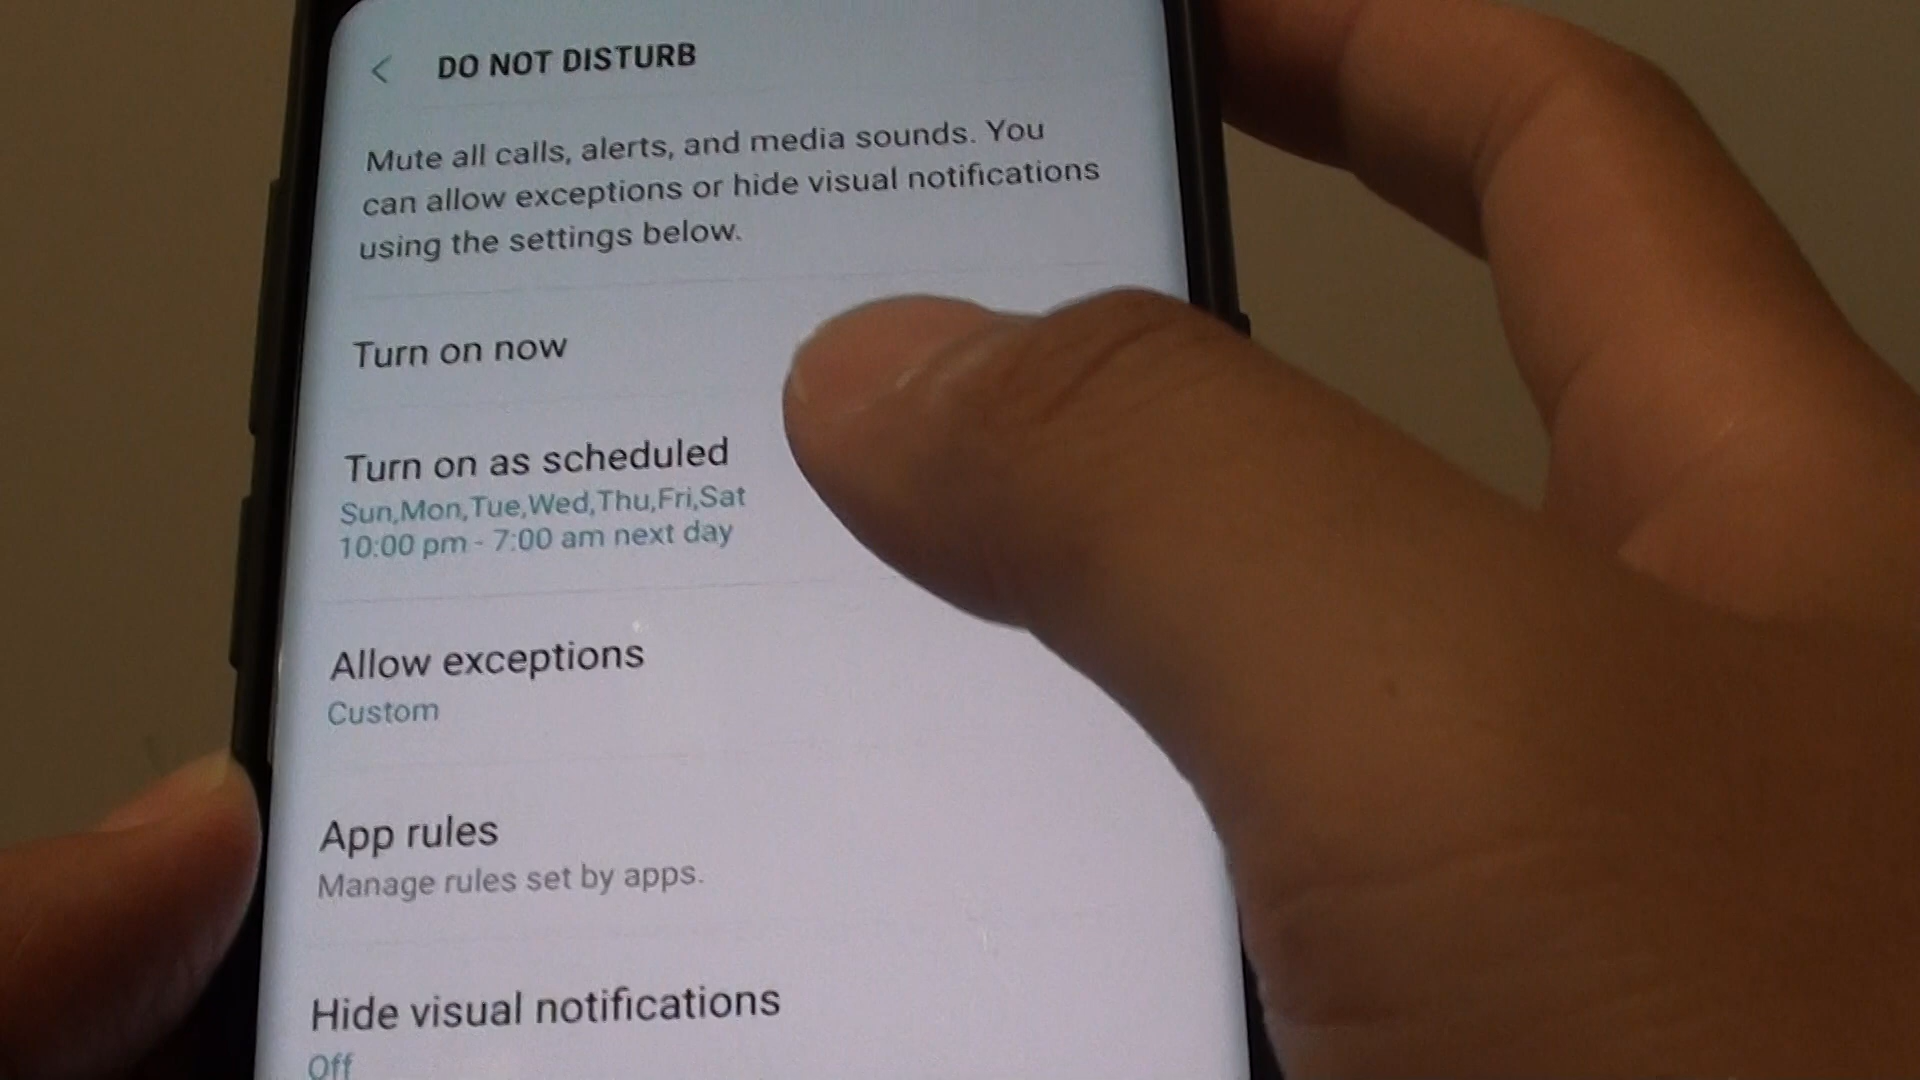 DO NOT DISTURB
Mute all calls, alerts, and media sounds. You
can allow exceptions or hide visual notifications
using the settings below.
Turn on now
Turn on as scheduled
Sun,Mon,Tue,Wed,Thu,Fri,Sat
10:00 pm - 7:00 am next day
Allow exceptions
Custom
App rules
Manage rules set by apps.
Hide visual notifications
Off